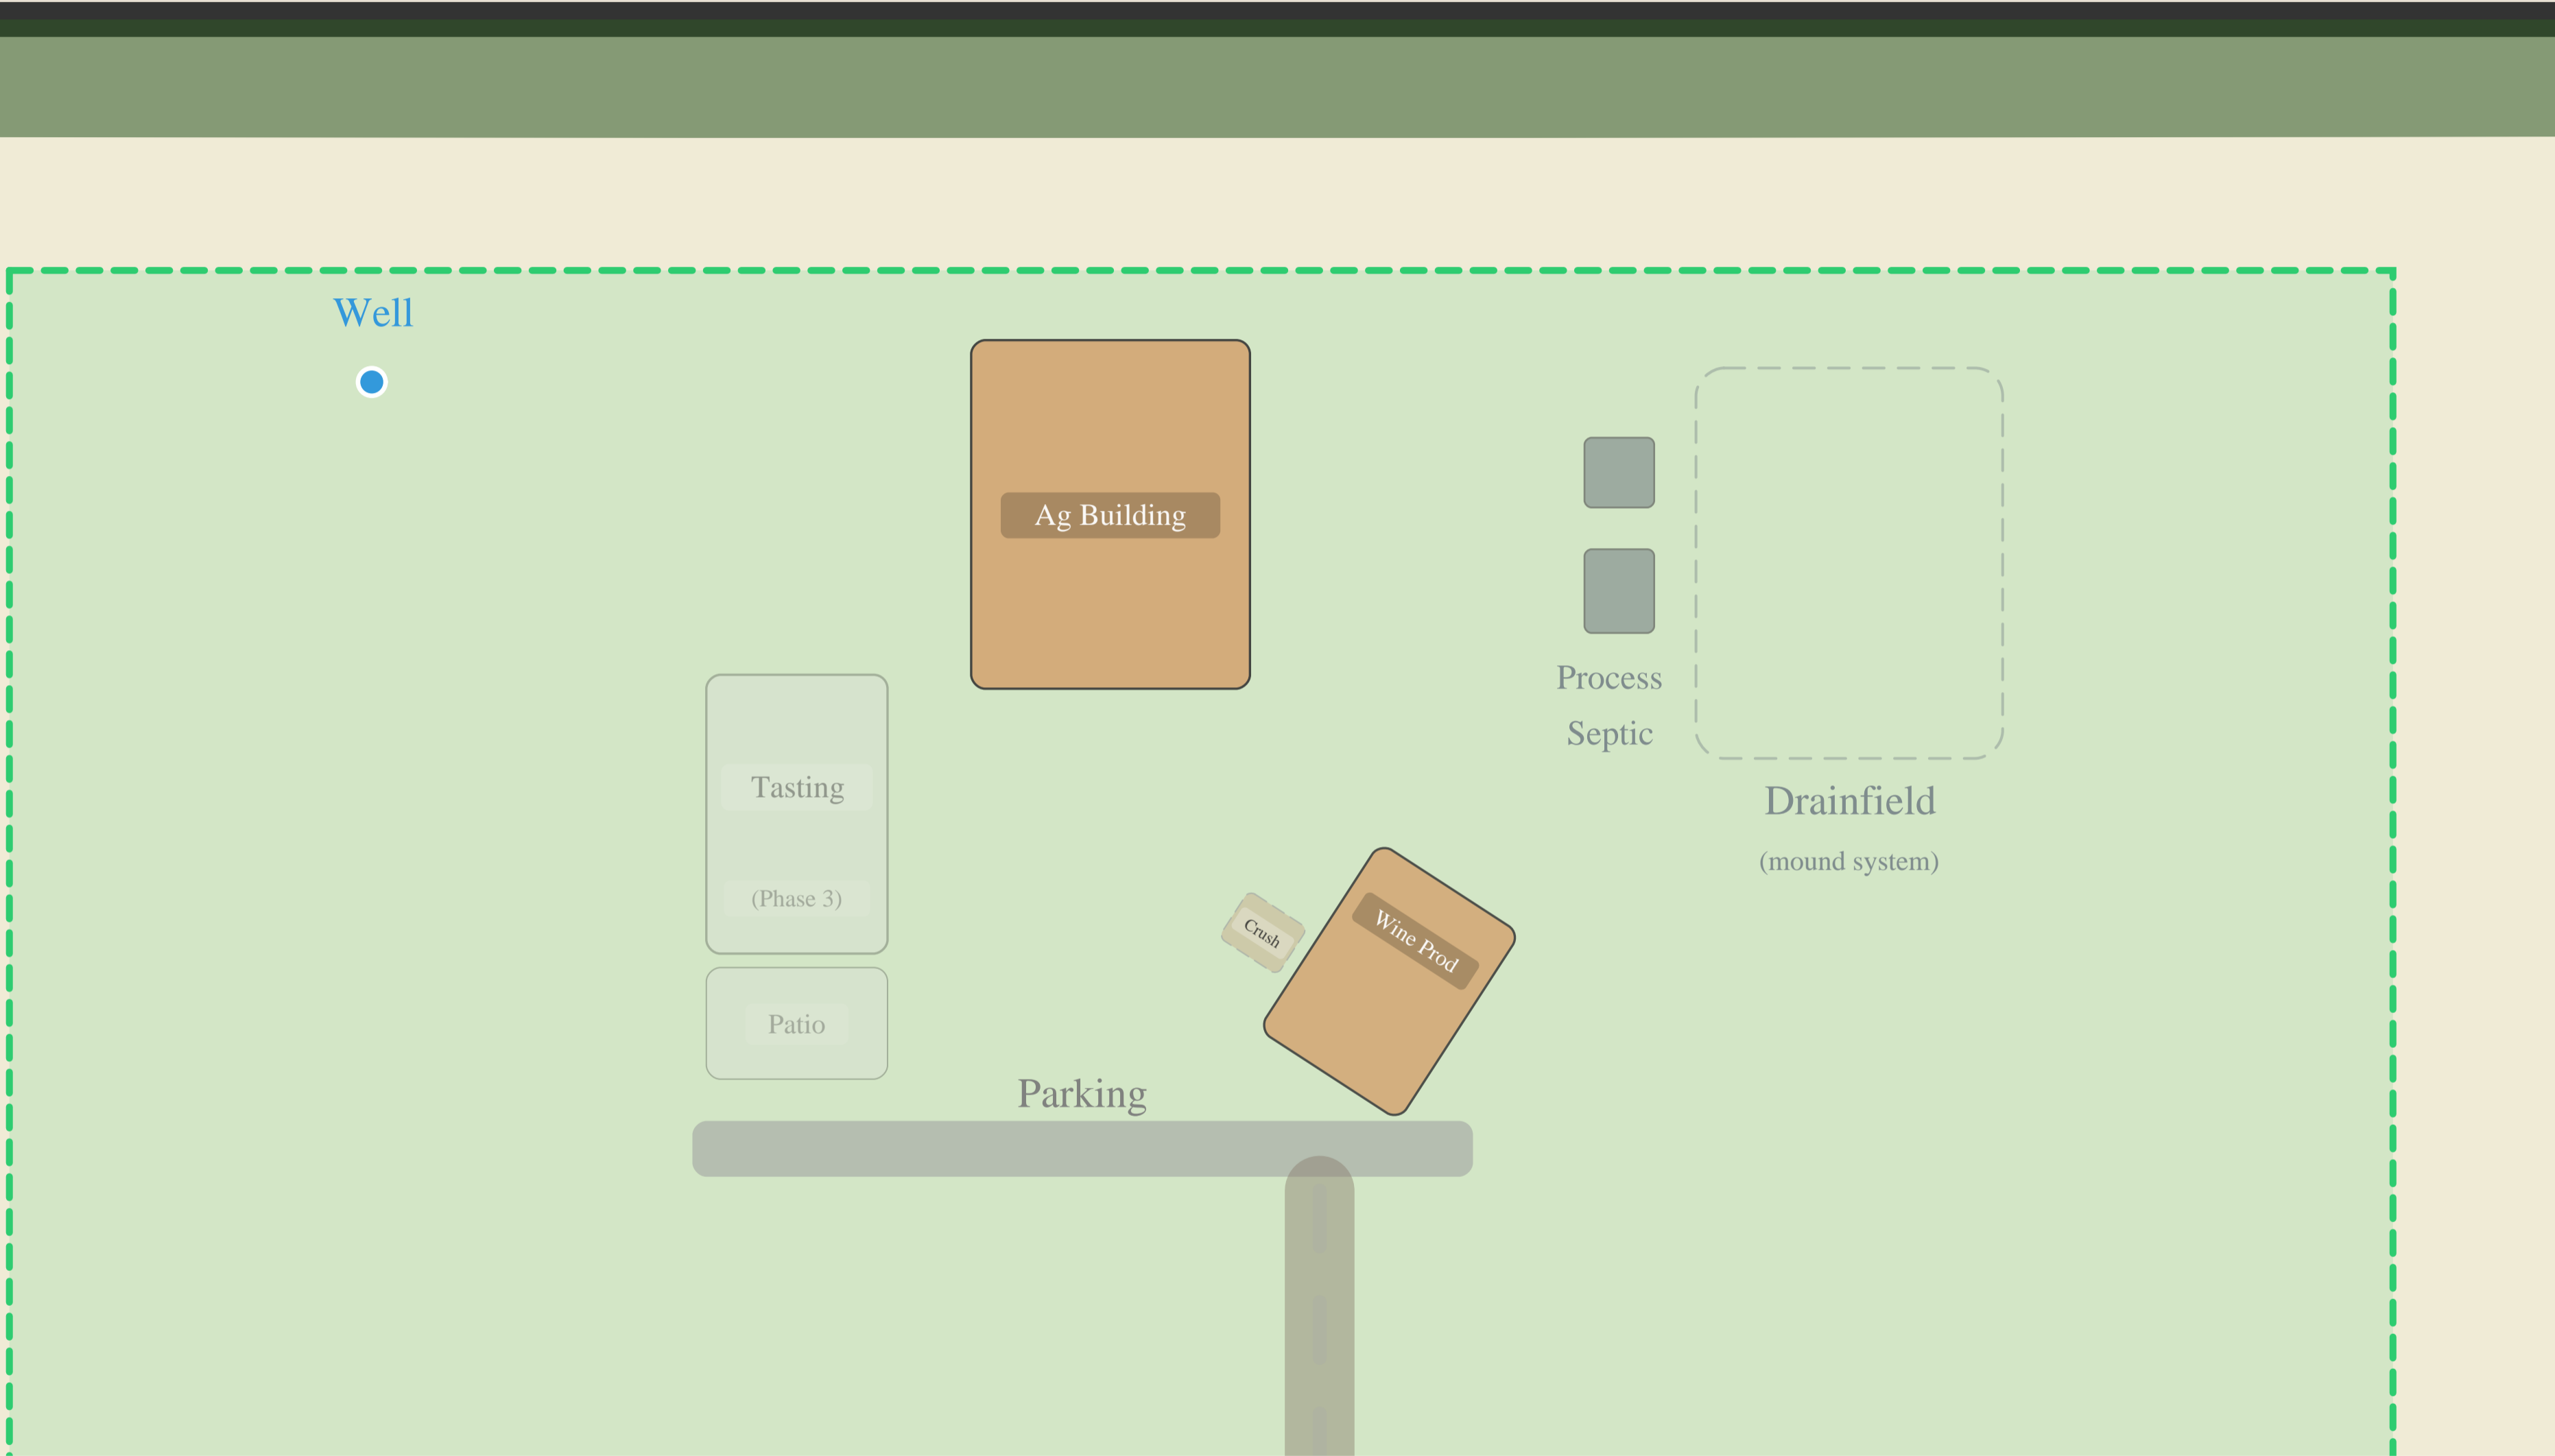 Well
Ag Building
Process
Septic
Tasting
(Phase 3)
Drainfield
(mound system)
Crush
Wine Prod
Patio
Parking